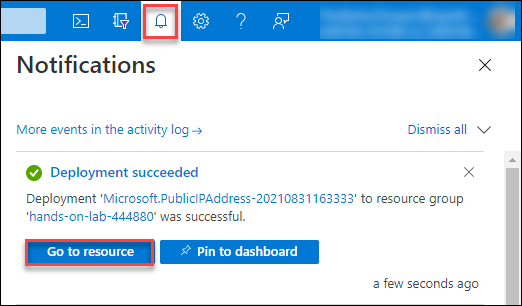 Notifications
More events in the activity log→
Dismiss all
Deployment succeeded
Deployment 'Microsoft.PublicIPAddress-20210831163333' to resource group
'hands-on-lab-444880' was successful.
Go to resource
Pin to dashboard
a few seconds ago